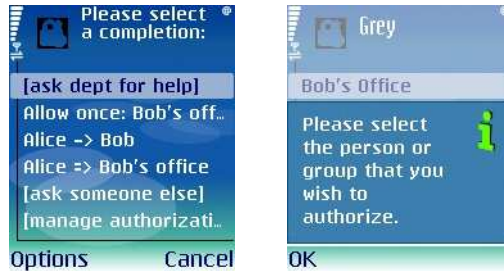 Please select
a completion:
[ask dept for help]
Allow once: Bob's off…
Alice -> Bob
Alice => Bob's office
[ask someone else]
[manage authorizati…
Options Cancel
Grey
Bob's Office
Please select
the person or
group that you
wish to
authorize.
OK